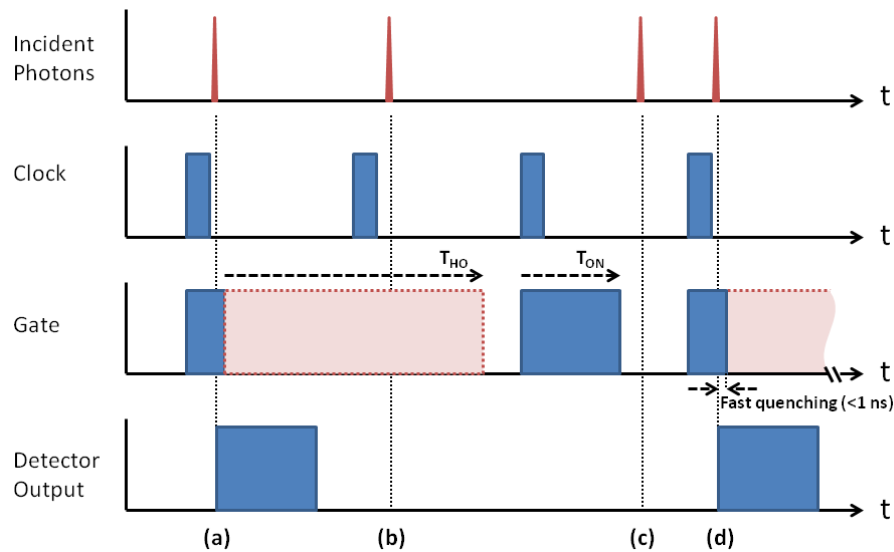 Incident
Photons
t
Clock
t
T_HO
T_ON
Gate
t
Fast quenching (<1 ns)
Detector
Output
t
(a)
(b)
(c)
(d)